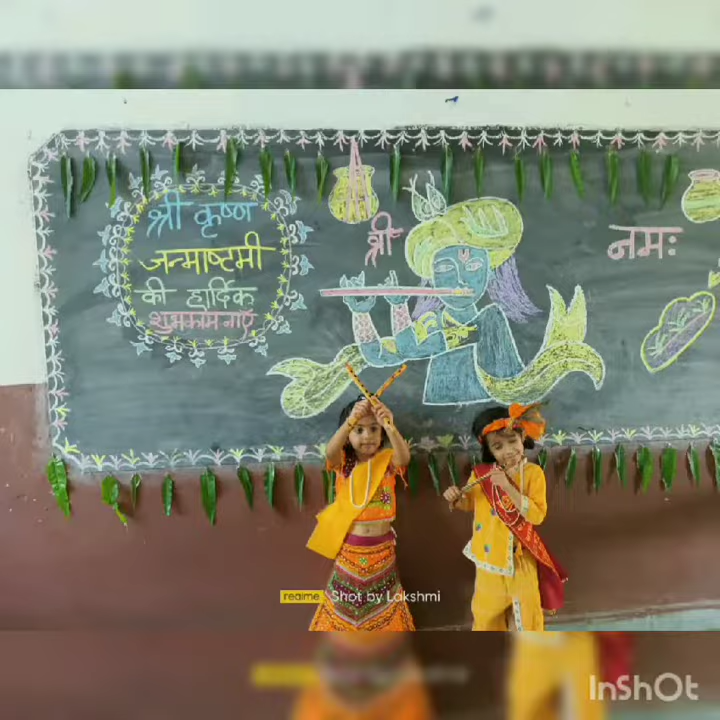 श्री कृष्ण
जन्माष्टमी
की हार्दिक
शुभकामनाएँ
श्री
नमः
realme Shot by Lakshmi
InShOt